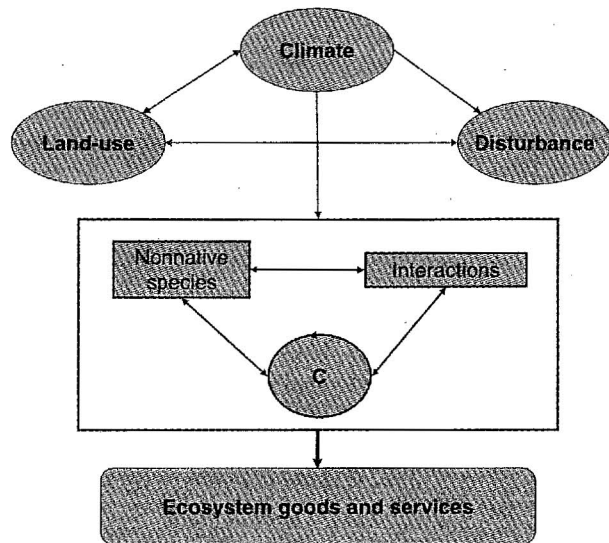 Climate
Land-use
Disturbance
Nonnative
species
Interactions
C
Ecosystem goods and services